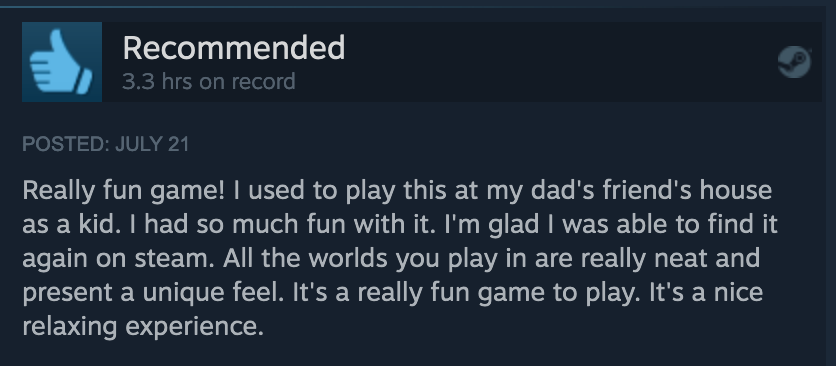 Recommended
3.3 hrs on record
POSTED: JULY 21
Really fun game! I used to play this at my dad's friend's house
as a kid. I had so much fun with it. I'm glad I was able to find it
again on steam. All the worlds you play in are really neat and
present a unique feel. It's a really fun game to play. It's a nice
relaxing experience.